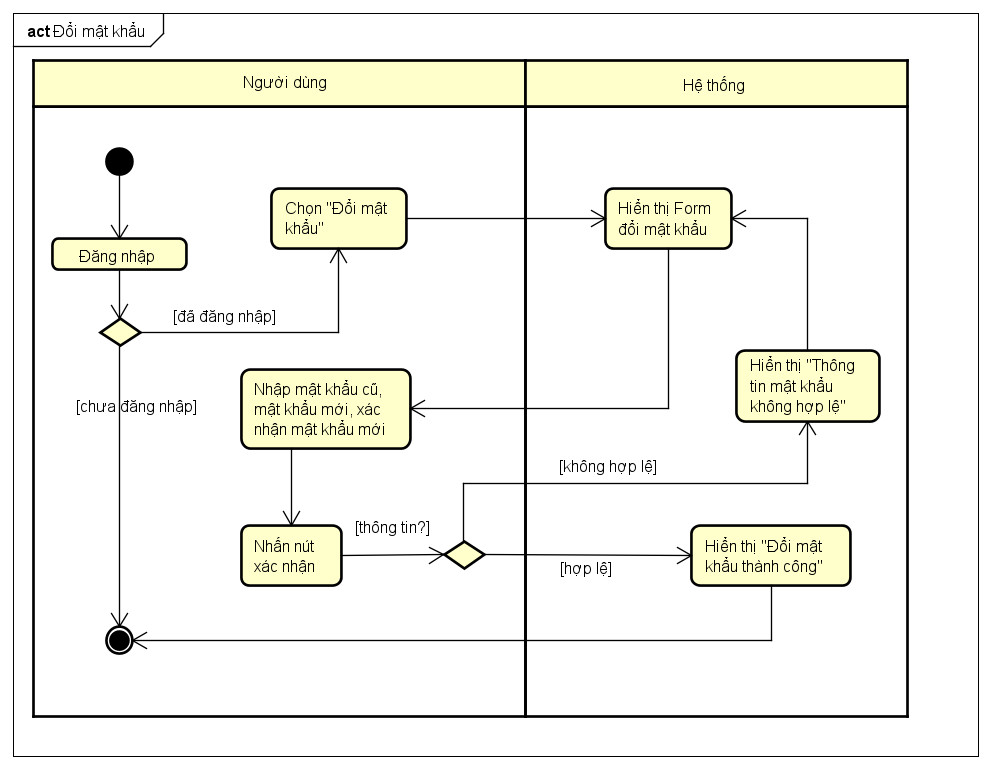 act Đổi mật khẩu
Người dùng
Hệ thống
Chọn "Đổi mật
khẩu"
Hiển thị Form
đổi mật khẩu
Đăng nhập
[đã đăng nhập]
Hiển thị "Thông
tin mật khẩu
không hợp lệ"
Nhập mật khẩu cũ,
mật khẩu mới, xác
nhận mật khẩu mới
[chưa đăng nhập]
[không hợp lệ]
[thông tin?]
Nhấn nút
xác nhận
Hiển thị "Đổi mật
khẩu thành công"
[hợp lệ]